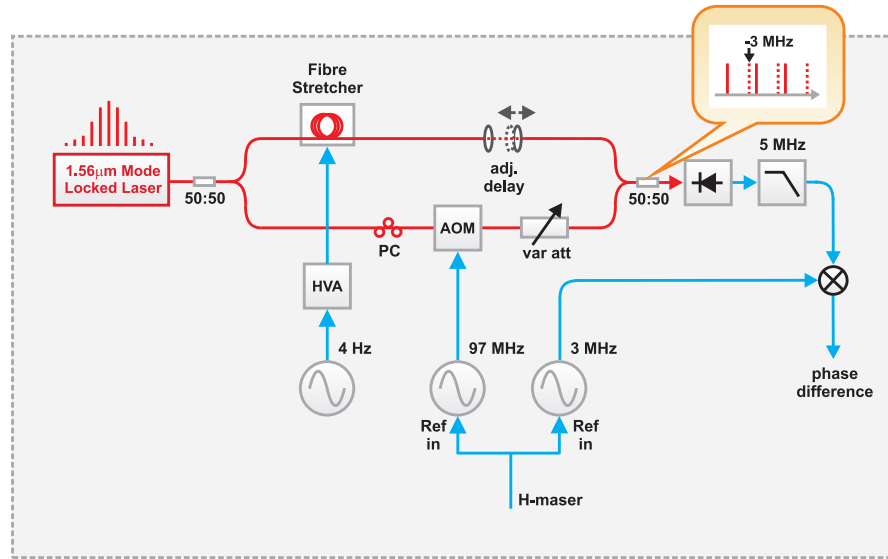 -3 MHz
Fibre
Stretcher
5 MHz
1.56μm Mode
Locked Laser
50:50
adj.
delay
50:50
PC
AOM
var att
HVA
4 Hz
97 MHz
3 MHz
phase
difference
Ref
in
Ref
in
H-maser